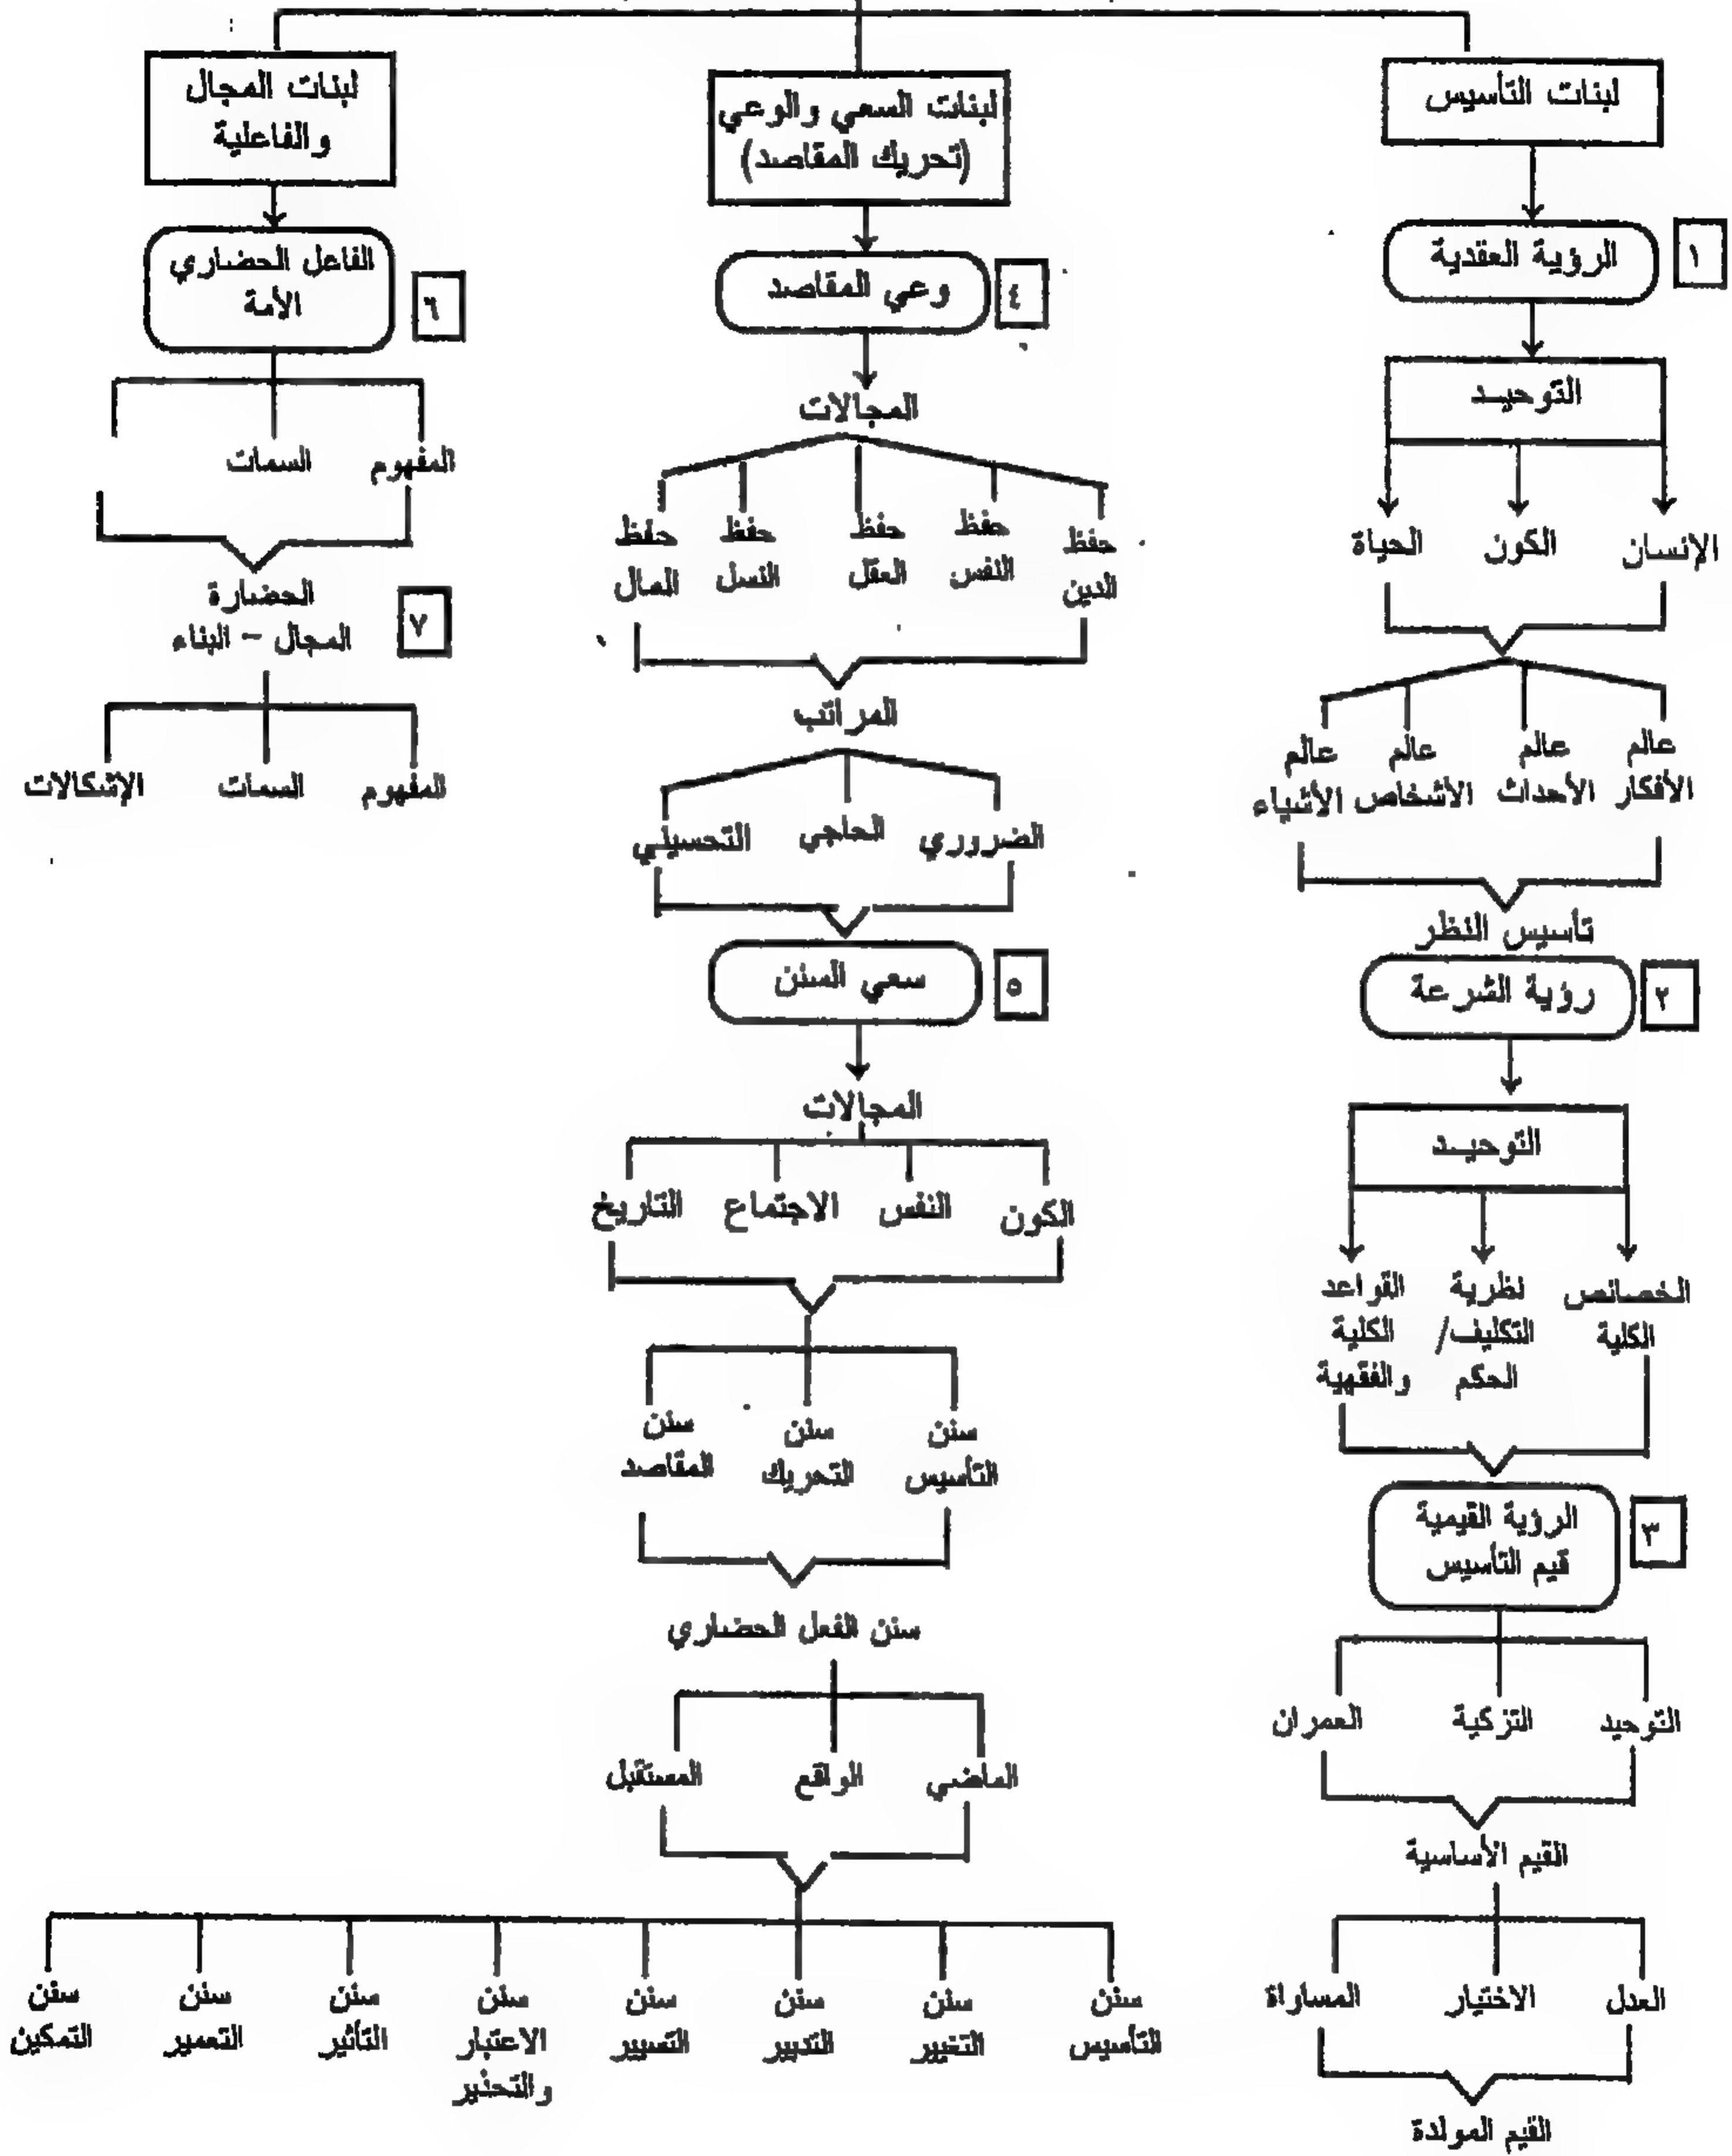 لبنات التأسيس
١
الرؤية العقدية
التوحيد
الإنسان
الكون
الحياة
عالم
الأفكار
عالم
الأحداث
عالم
الأشخاص
عالم
الأشياء
تأسيس النظر
٢
رؤية الشرعة
التوحيد
الخصائص
الكلية
نظرية
التكليف/
الحكم
القواعد
الكلية
والفقهية
٣
الرؤية القيمية
قيم التأسيس
التوحيد
التزكية
العمران
القيم الأساسية
العدل
الاختيار
المساراة
القيم المولدة
لبنات السعي والوعي
(تحريك المقاصد)
٤
وعي المقاصد
المجالات
حفظ
الدين
حفظ
النفس
حفظ
العقل
حفظ
النسل
حفظ
المال
المراتب
الضروري
الحاجي
التحسيلي
٥
سعي السنن
المجالات
الكون
النفس
الاجتماع
التاريخ
سنن
التأسيس
سنن
التحريك
سنن
المقاصد
سنن الفعل الحضاري
الماضي
الواقع
المستقبل
سنن
التأسيس
سنن
التغيير
سنن
التدبير
سنن
التسيير
سنن
الاعتبار
والتحذير
سنن
التأثير
سنن
التعمير
سنن
التمكين
لبنات المجال
والفاعلية
٦
الفاعل الحضاري
الأمة
المفهوم
السمات
٧
الحضارة
المجال – البناء
المفهوم
السمات
الإشكالات